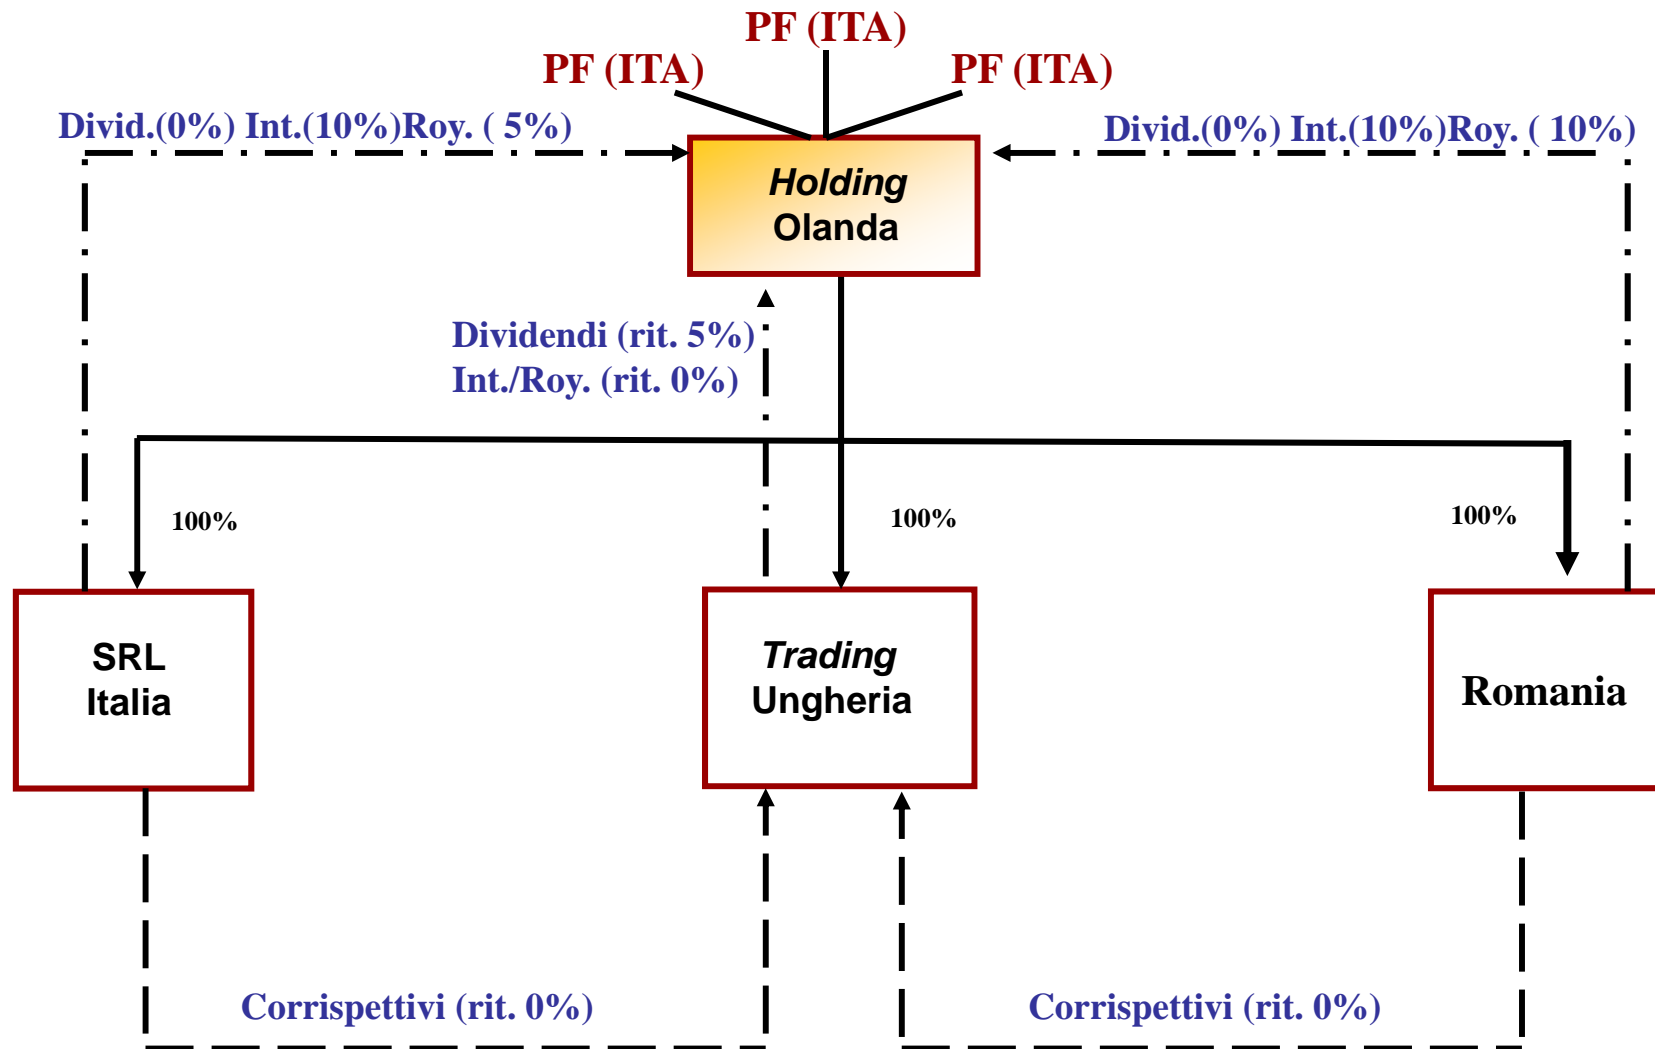 PF (ITA)
PF (ITA)
PF (ITA)
Divid.(0%) Int.(10%)Roy. ( 5%)
Divid.(0%) Int.(10%)Roy. ( 10%)
Holding
Olanda
Dividendi (rit. 5%)
Int./Roy. (rit. 0%)
100%
100%
100%
SRL
Italia
Trading
Ungheria
Romania
Corrispettivi (rit. 0%)
Corrispettivi (rit. 0%)